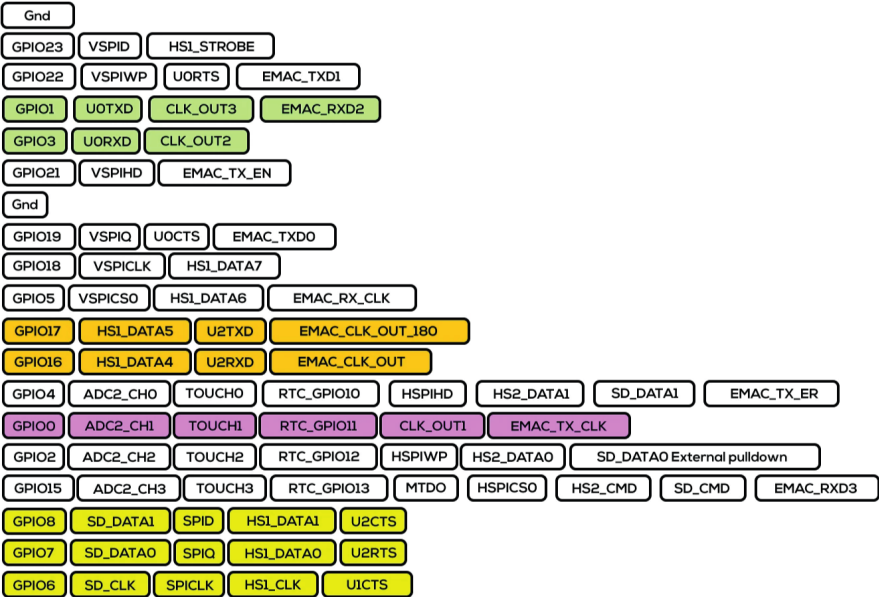 Gnd
GPIO23 VSPID HS1_STROBE
GPIO22 VSPIWP U0RTS EMAC_TXD1
GPIO1 U0TXD CLK_OUT3 EMAC_RXD2
GPIO3 U0RXD CLK_OUT2
GPIO21 VSPIHD EMAC_TX_EN
Gnd
GPIO19 VSPIQ U0CTS EMAC_TXD0
GPIO18 VSPICLK HS1_DATA7
GPIO5 VSPICS0 HS1_DATA6 EMAC_RX_CLK
GPIO17 HS1_DATA5 U2TXD EMAC_CLK_OUT_180
GPIO16 HS1_DATA4 U2RXD EMAC_CLK_OUT
GPIO4 ADC2_CH0 TOUCH0 RTC_GPIO10 HSPIHD HS2_DATA1 SD_DATA1 EMAC_TX_ER
GPIO0 ADC2_CH1 TOUCH1 RTC_GPIO11 CLK_OUT1 EMAC_TX_CLK
GPIO2 ADC2_CH2 TOUCH2 RTC_GPIO12 HSPIWP HS2_DATA0 SD_DATA0 External pulldown
GPIO15 ADC2_CH3 TOUCH3 RTC_GPIO13 MTDO HSPICS0 HS2_CMD SD_CMD EMAC_RXD3
GPIO8 SD_DATA1 SPID HS1_DATA1 U2CTS
GPIO7 SD_DATA0 SPIQ HS1_DATA0 U2RTS
GPIO6 SD_CLK SPICLK HS1_CLK U1CTS